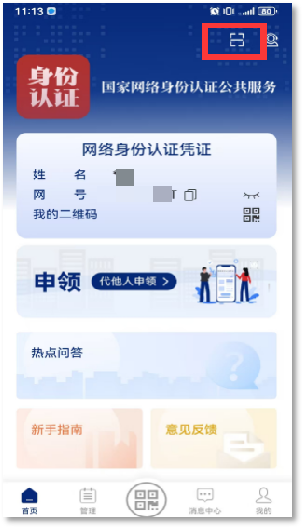 11:13
80
身份
认证
国家网络身份认证公共服务
网络身份认证凭证
姓 名
网 号 T
我的二维码
申领 代他人申领 >
热点问答
新手指南 意见反馈
首页 管理 消息中心 我的